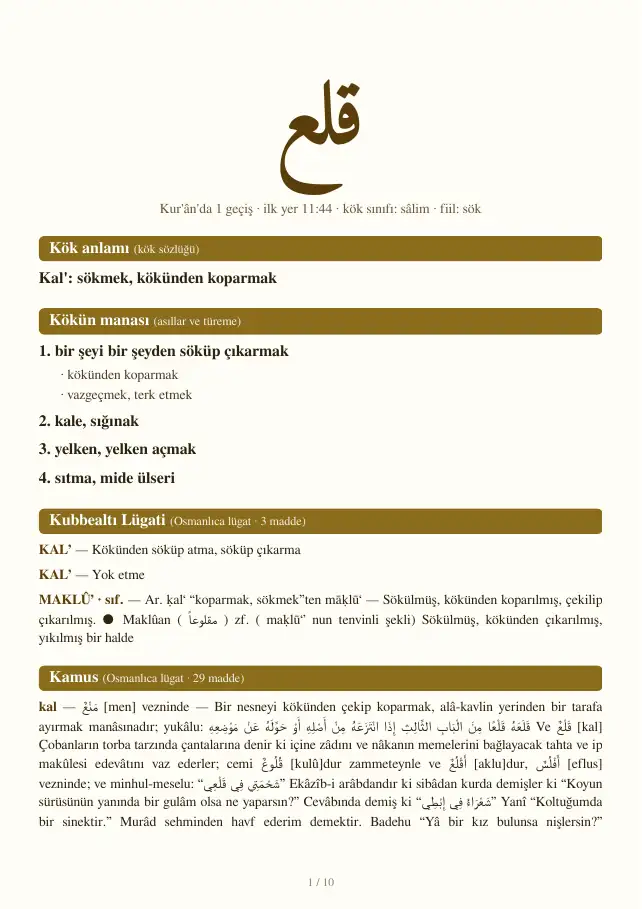 قلع
Kur'ân'da 1 geçiş · ilk yer 11:44 · kök sınıfı: sâlim · fiil: sök
Kök anlamı (kök sözlüğü)
Kal': sökmek, kökünden koparmak
Kökün manası (asıllar ve türeme)
1. bir şeyi bir şeyden söküp çıkarmak
· kökünden koparmak
· vazgeçmek, terk etmek
2. kale, sığınak
3. yelken, yelken açmak
4. sıtma, mide ülseri
Kubbealtı Lügati (Osmanlıca lügat · 3 madde)
KAL’ — Kökünden söküp atma, söküp çıkarma
KAL’ — Yok etme
MAKLÛ’ · sıf. — Ar. ḳal‘ “koparmak, sökmek”ten māḳlū‘ — Sökülmüş, kökünden koparılmış, çekilip
çıkarılmış. ● Maklûan ( مقلوعاً ) zf. ( maḳlū‘ nun tenvinli şekli) Sökülmüş, kökünden çıkarılmış,
yıkılmış bir halde
Kamus (Osmanlıca lügat · 29 madde)
kal — مَنْعٌ [men] vezninde — Bir nesneyi kökünden çekip koparmak, alâ-kavlin yerinden bir tarafa
ayırmak manâsınadır; yukâlu: قَلَعَهُ قَلْعًا مِنَ الْبَابِ الثَّالِثِ إِذَا انْتَزَعَهُ مِنْ أَصْلِهِ أَوْ حَوَّلَهُ عَنْ مَوْضِعِهِ Ve قَلْعٌ [kal]
Çobanların torba tarzında çantalarına denir ki içine zâdını ve nâkanın memelerini bağlayacak tahta ve ip
makûlesi edevâtını vaz ederler; cemi قُلُوعٌ [kulû]dur zammeteynle ve أَقْلُعٌ [aklu]dur, أَفْلُسٌ [eflus]
vezninde; ve minhul-meselu: “شَحْمَتِي فِي قَلْعِي” Ekâzîb-i arâbdandır ki sibâdan kurda demişler ki “Koyun
sürüsünün yanında bir gulâm olsa ne yaparsın?” Cevâbında demiş ki “شَعْرَاءُ فِي إِبْطِي” Yanî “Koltuğumda
bir sinektir.” Murâd sehminden havf ederim demektir. Badehu “Yâ bir kız bulunsa nişlersin?”
1 / 10